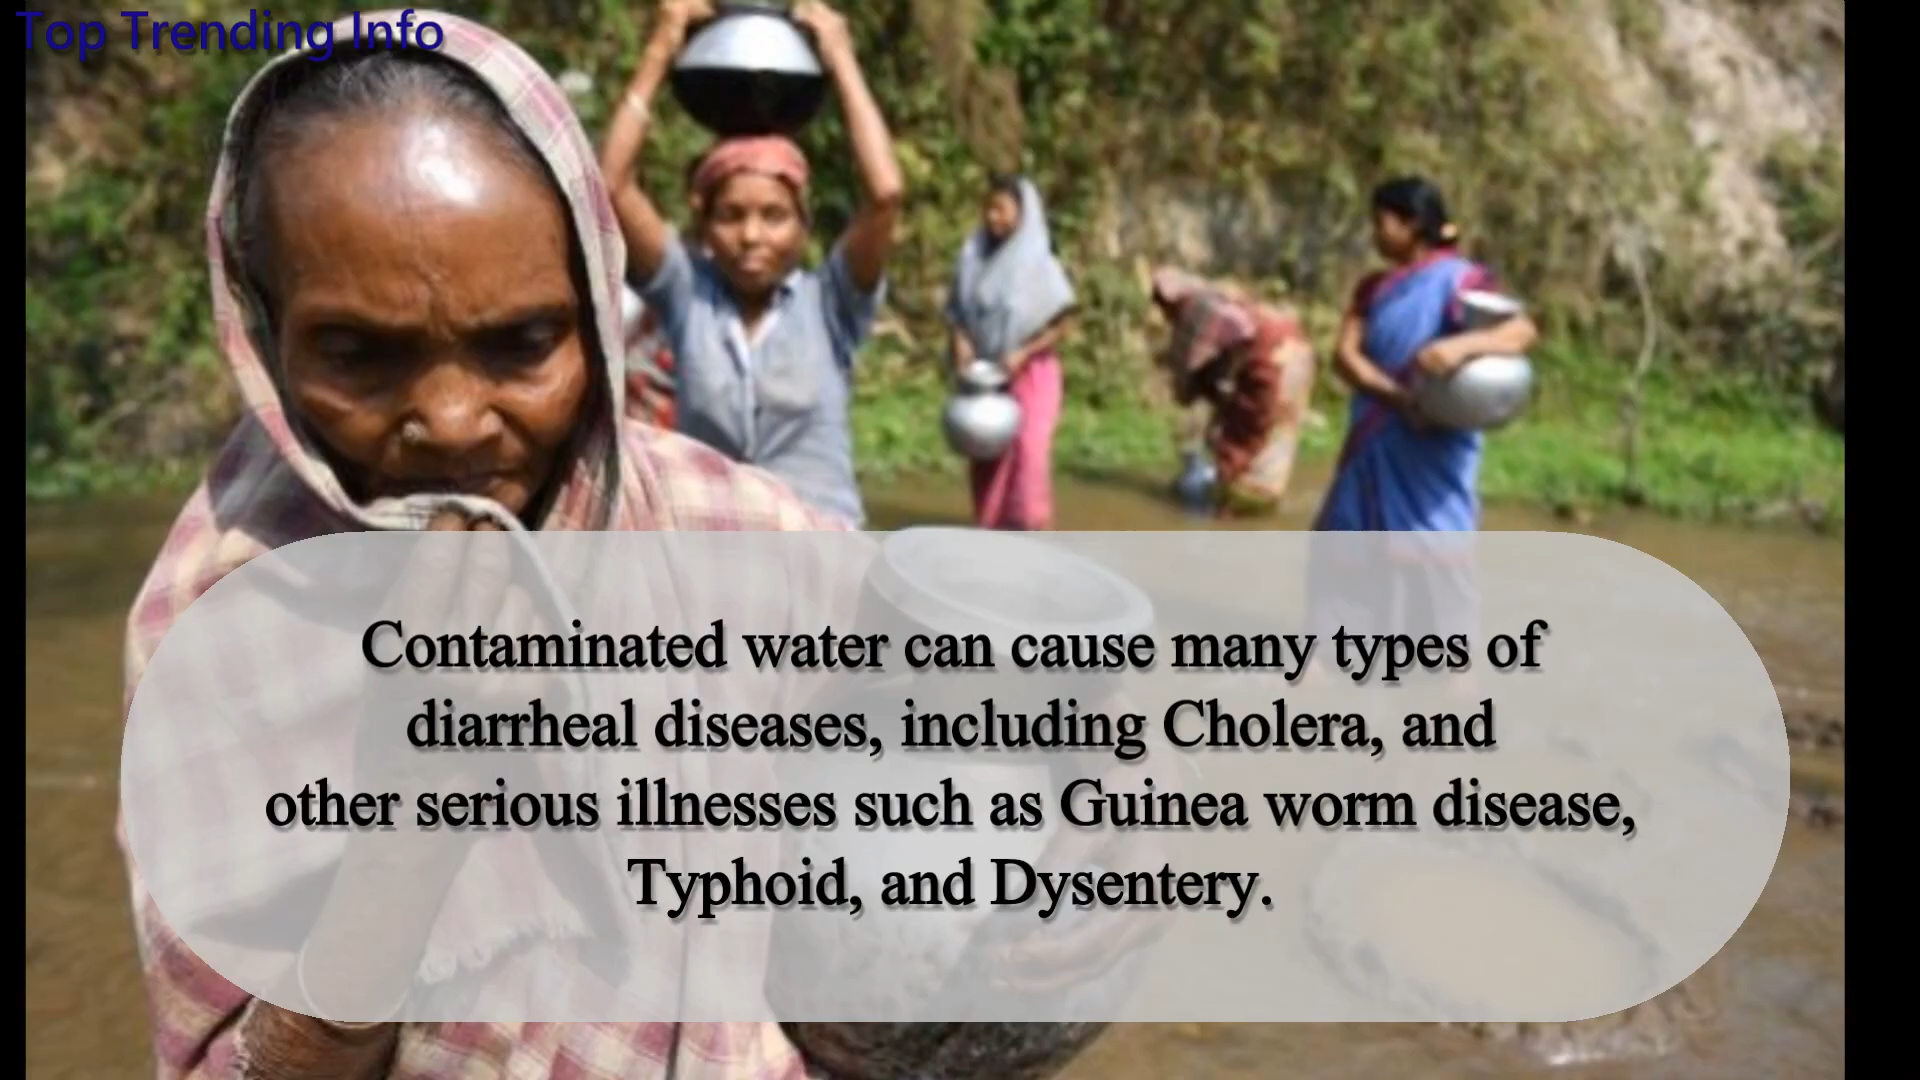 Top Trending Info
Contaminated water can cause many types of
diarrheal diseases, including Cholera, and
other serious illnesses such as Guinea worm disease,
Typhoid, and Dysentery.